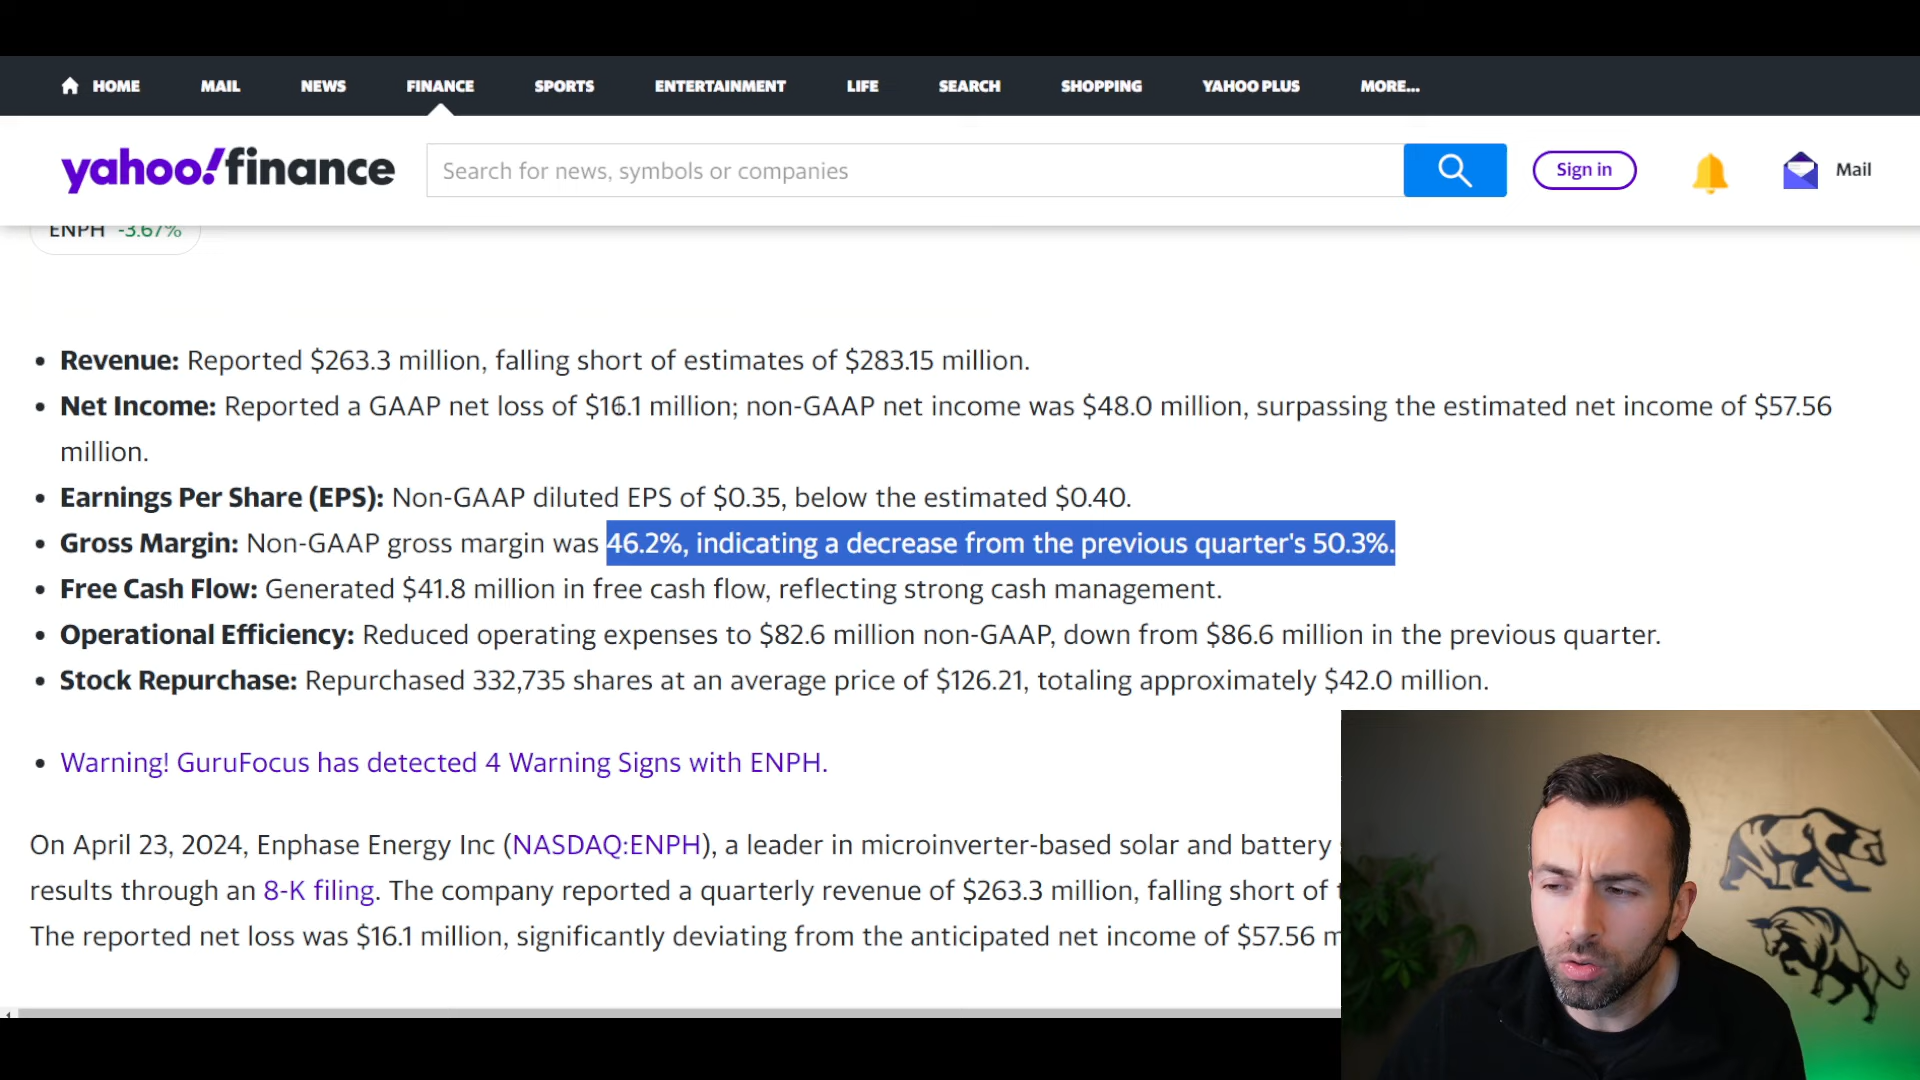 HOME MAIL NEWS FINANCE SPORTS ENTERTAINMENT LIFE SEARCH SHOPPING YAHOO PLUS MORE...
yahoo!finance Search for news, symbols or companies Sign in Mail
ENPH -3.67%
• Revenue: Reported $263.3 million, falling short of estimates of $283.15 million.
• Net Income: Reported a GAAP net loss of $16.1 million; non-GAAP net income was $48.0 million, surpassing the estimated net income of $57.56
million.
• Earnings Per Share (EPS): Non-GAAP diluted EPS of $0.35, below the estimated $0.40.
• Gross Margin: Non-GAAP gross margin was 46.2%, indicating a decrease from the previous quarter's 50.3%.
• Free Cash Flow: Generated $41.8 million in free cash flow, reflecting strong cash management.
• Operational Efficiency: Reduced operating expenses to $82.6 million non-GAAP, down from $86.6 million in the previous quarter.
• Stock Repurchase: Repurchased 332,735 shares at an average price of $126.21, totaling approximately $42.0 million.
• Warning! GuruFocus has detected 4 Warning Signs with ENPH.
On April 23, 2024, Enphase Energy Inc (NASDAQ:ENPH), a leader in microinverter-based solar and battery
results through an 8-K filing. The company reported a quarterly revenue of $263.3 million, falling short of
The reported net loss was $16.1 million, significantly deviating from the anticipated net income of $57.56